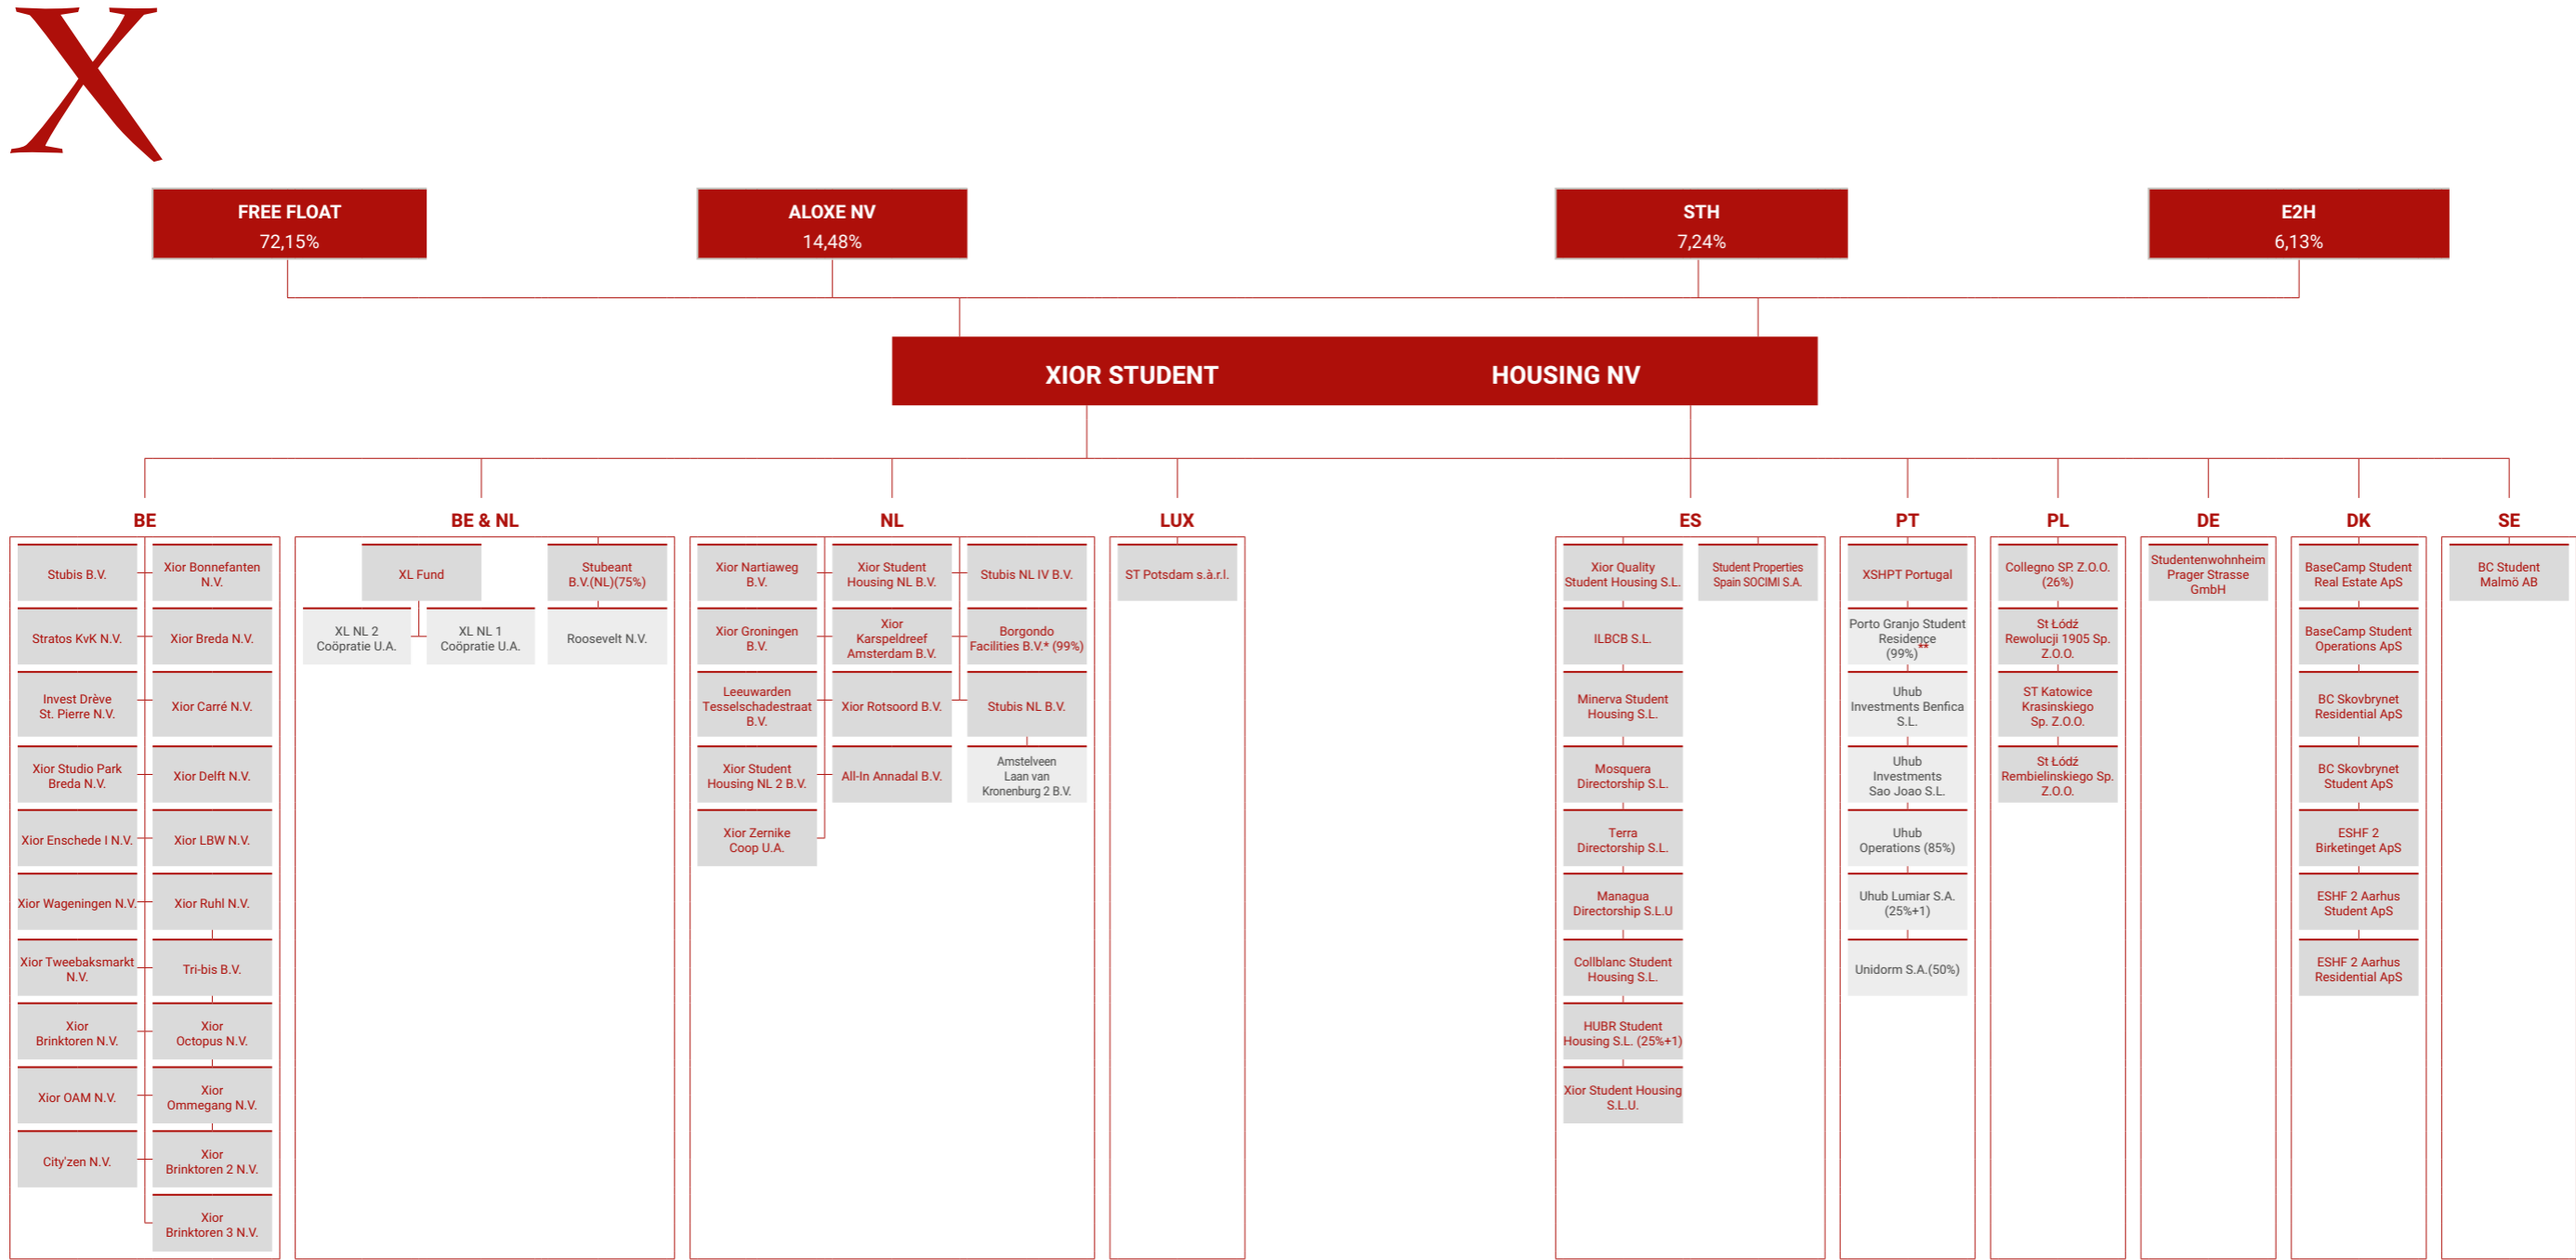 X
FREE FLOAT
72,15%
ALOXE NV
14,48%
STH
7,24%
E2H
6,13%
XIOR STUDENT HOUSING NV
BE
Stubis B.V.
Stratos KvK N.V.
Invest Drève
St. Pierre N.V.
Xior Studio Park
Breda N.V.
Xior Enschede I N.V.
Xior Wageningen N.V.
Xior Tweebaksmarkt
N.V.
Xior
Brinktoren N.V.
Xior OAM N.V.
City'zen N.V.
Xior Bonnefanten
N.V.
Xior Breda N.V.
Xior Carré N.V.
Xior Delft N.V.
Xior LBW N.V.
Xior Ruhl N.V.
Tri-bis B.V.
Xior
Octopus N.V.
Xior
Ommegang N.V.
Xior
Brinktoren 2 N.V.
Xior
Brinktoren 3 N.V.
BE & NL
XL Fund
XL NL 2
Coöpratie U.A.
XL NL 1
Coöpratie U.A.
Stubeant
B.V.(NL)(75%)
Roosevelt N.V.
NL
Xior Nartiaweg
B.V.
Xior Groningen
B.V.
Leeuwarden
Tesselschadestraat
B.V.
Xior Student
Housing NL 2 B.V.
Xior Zernike
Coop U.A.
Xior Student
Housing NL B.V.
Xior
Karspeldreef
Amsterdam B.V.
Xior Rotsoord B.V.
All-In Annadal B.V.
Stubis NL IV B.V.
Borgondo
Facilities B.V.* (99%)
Stubis NL B.V.
Amstelveen
Laan van
Kronenburg 2 B.V.
LUX
ST Potsdam s.à.r.l.
ES
Xior Quality
Student Housing S.L.
ILBCB S.L.
Minerva Student
Housing S.L.
Mosquera
Directorship S.L.
Terra
Directorship S.L.
Managua
Directorship S.L.U
Collblanc Student
Housing S.L.
HUBR Student
Housing S.L. (25%+1)
Xior Student Housing
S.L.U.
Student Properties
Spain SOCIMI S.A.
PT
XSHPT Portugal
Porto Granjo Student
Residence
(99%)**
Uhub
Investments Benfica
S.L.
Uhub
Investments
Sao Joao S.L.
Uhub
Operations (85%)
Uhub Lumiar S.A.
(25%+1)
Unidorm S.A.(50%)
PL
Collegno SP. Z.O.O.
(26%)
St Łódź
Rewolucji 1905 Sp.
Z.O.O.
ST Katowice
Krasinskiego
Sp. Z.O.O.
St Łódź
Rembielinskiego Sp.
Z.O.O.
DE
Studentenwohnheim
Prager Strasse
GmbH
DK
BaseCamp Student
Real Estate ApS
BaseCamp Student
Operations ApS
BC Skovbrynet
Residential ApS
BC Skovbrynet
Student ApS
ESHF 2
Birketinget ApS
ESHF 2 Aarhus
Student ApS
ESHF 2 Aarhus
Residential ApS
SE
BC Student
Malmö AB